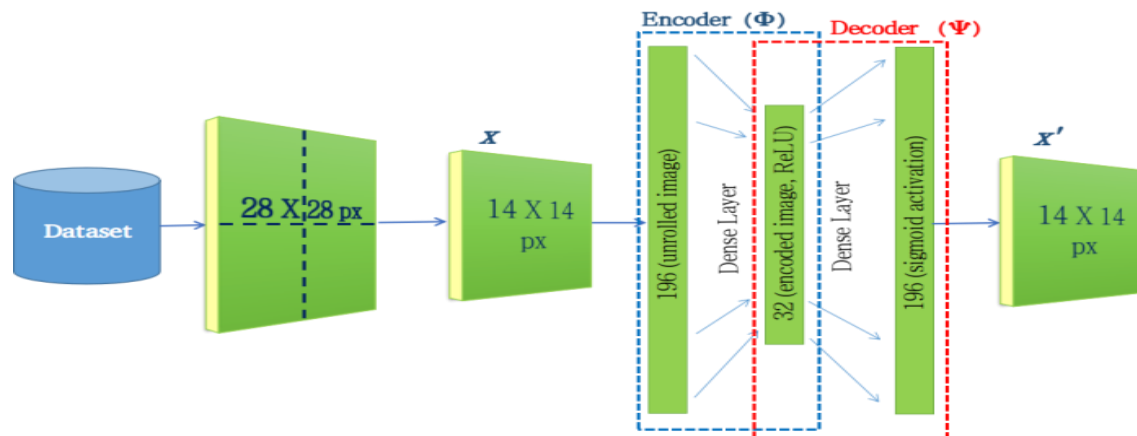 Encoder (Φ)
Decoder (Ψ)
Dataset
28 X 28 px
x
14 X 14
px
196 (unrolled image)
Dense Layer
32 (encoded image, ReLU)
Dense Layer
196 (sigmoid activation)
x′
14 X 14
px